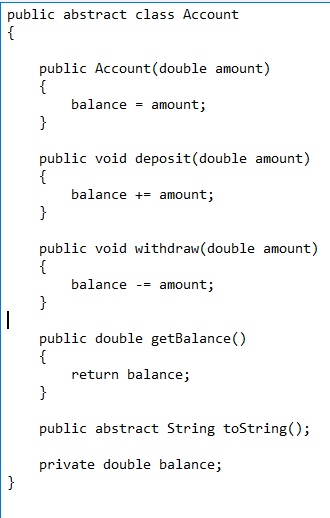 public abstract class Account
{
public Account(double amount)
{
balance = amount;
}
public void deposit(double amount)
{
balance += amount;
}
public void withdraw(double amount)
{
balance -= amount;
}
public double getBalance()
{
return balance;
}
public abstract String toString();
private double balance;
}